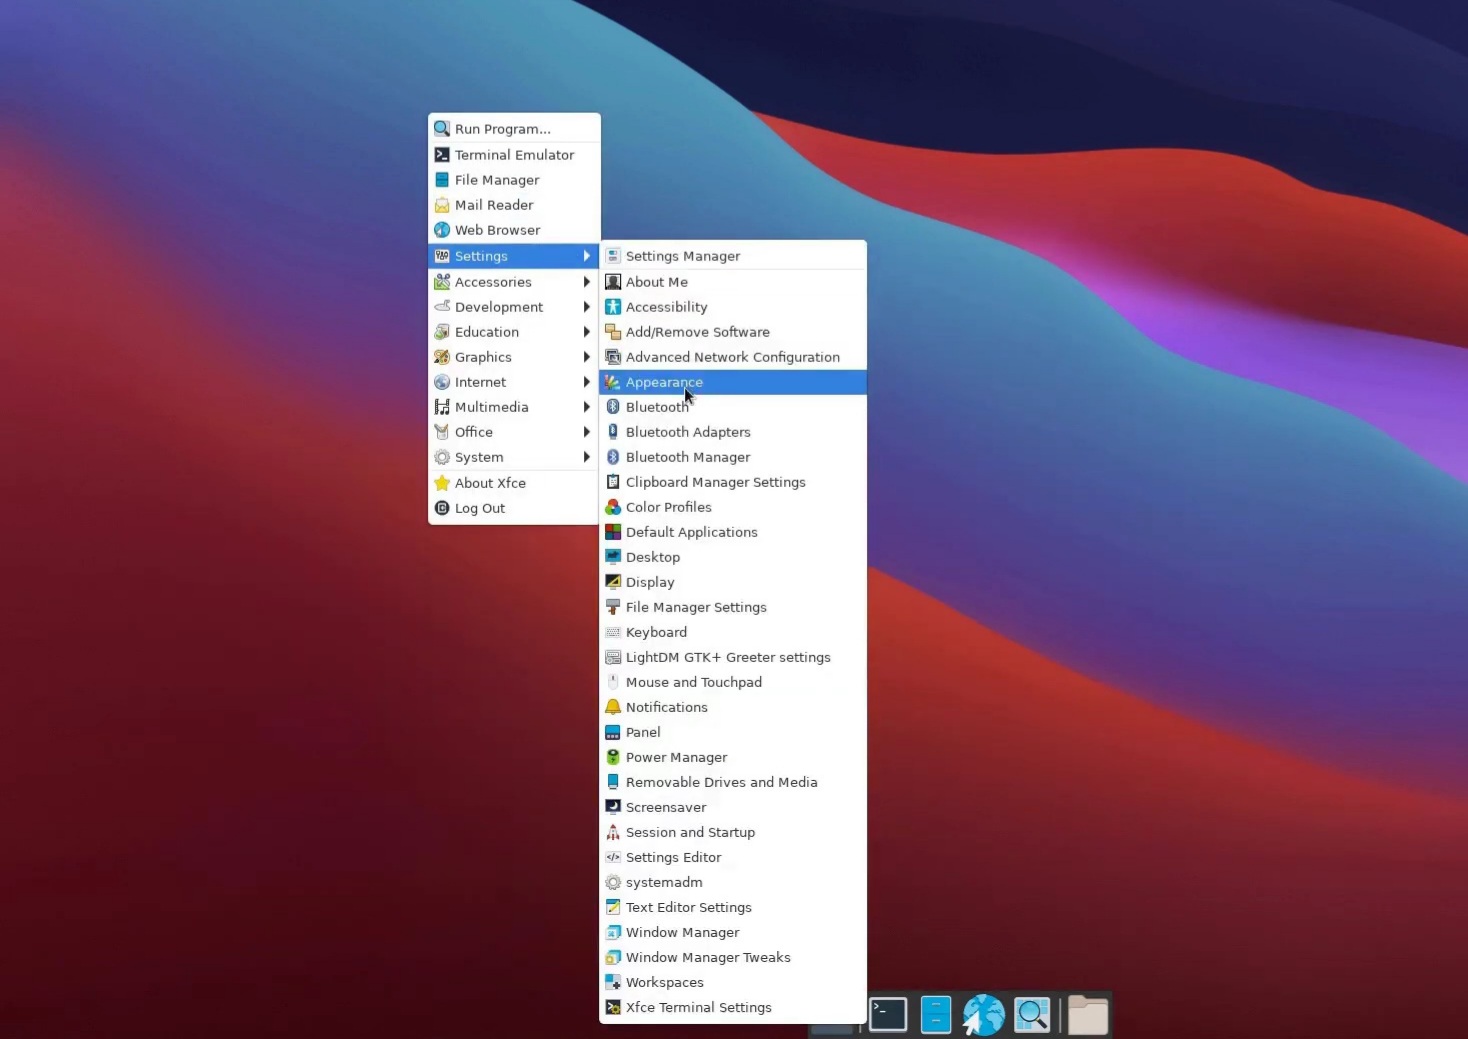 Run Program...
Terminal Emulator
File Manager
Mail Reader
Web Browser
Settings
Accessories
Development
Education
Graphics
Internet
Multimedia
Office
System
About Xfce
Log Out
Settings Manager
About Me
Accessibility
Add/Remove Software
Advanced Network Configuration
Appearance
Bluetooth
Bluetooth Adapters
Bluetooth Manager
Clipboard Manager Settings
Color Profiles
Default Applications
Desktop
Display
File Manager Settings
Keyboard
LightDM GTK+ Greeter settings
Mouse and Touchpad
Notifications
Panel
Power Manager
Removable Drives and Media
Screensaver
Session and Startup
Settings Editor
systemadm
Text Editor Settings
Window Manager
Window Manager Tweaks
Workspaces
Xfce Terminal Settings